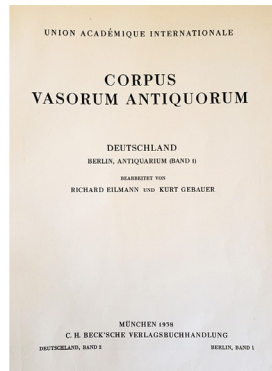 UNION ACADÉMIQUE INTERNATIONALE
CORPUS
VASORUM ANTIQUORUM
DEUTSCHLAND
BERLIN, ANTIQUARIUM (BAND 1)
BEARBEITET VON
RICHARD EILMANN UND KURT GEBAUER
MÜNCHEN 1938
C. H. BECK'SCHE VERLAGSBUCHHANDLUNG
DEUTSCHLAND, BAND 2 BERLIN, BAND 1